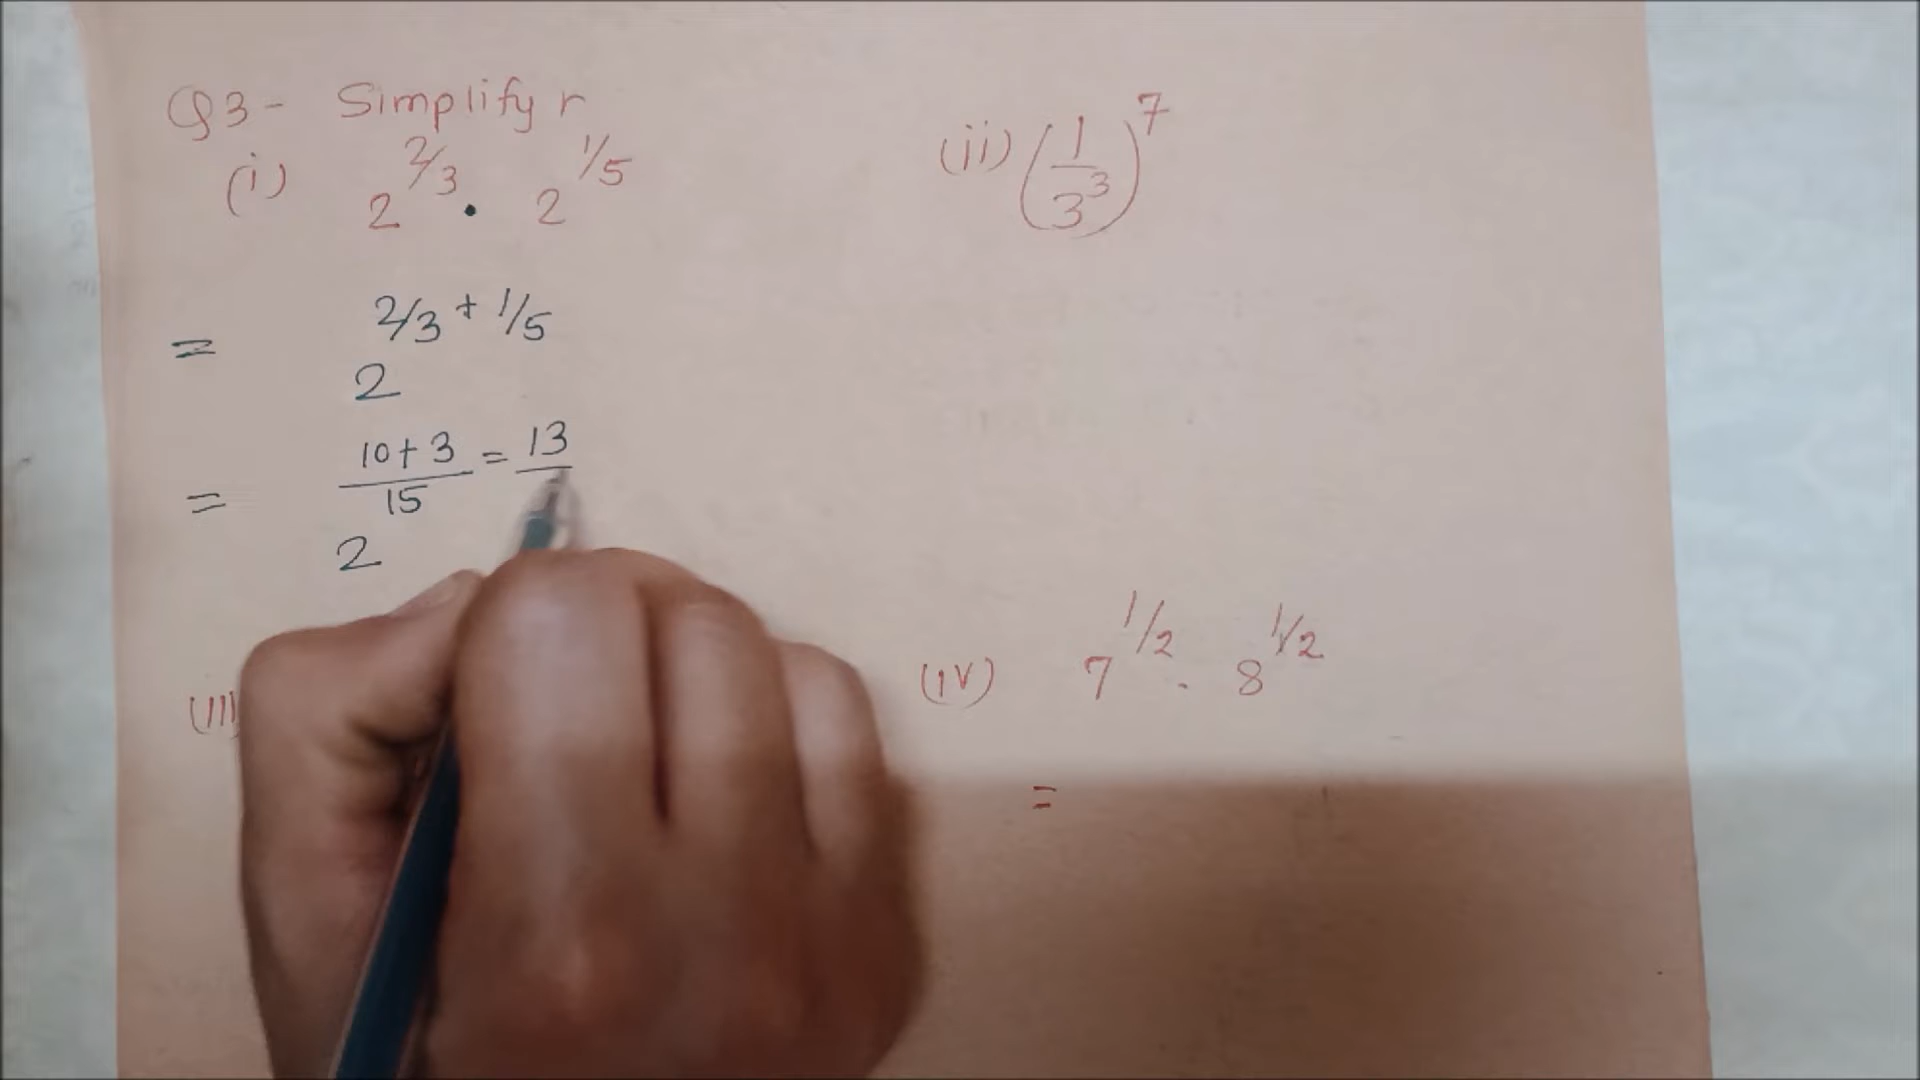 Q3- Simplify r
(i) 2^2/3 . 2^1/5
= 2^2/3 + 1/5
= 2^(10+3)/15 = 13
(ii) (1/3^3)^7
(III)
(IV) 7^1/2 . 8^1/2
=